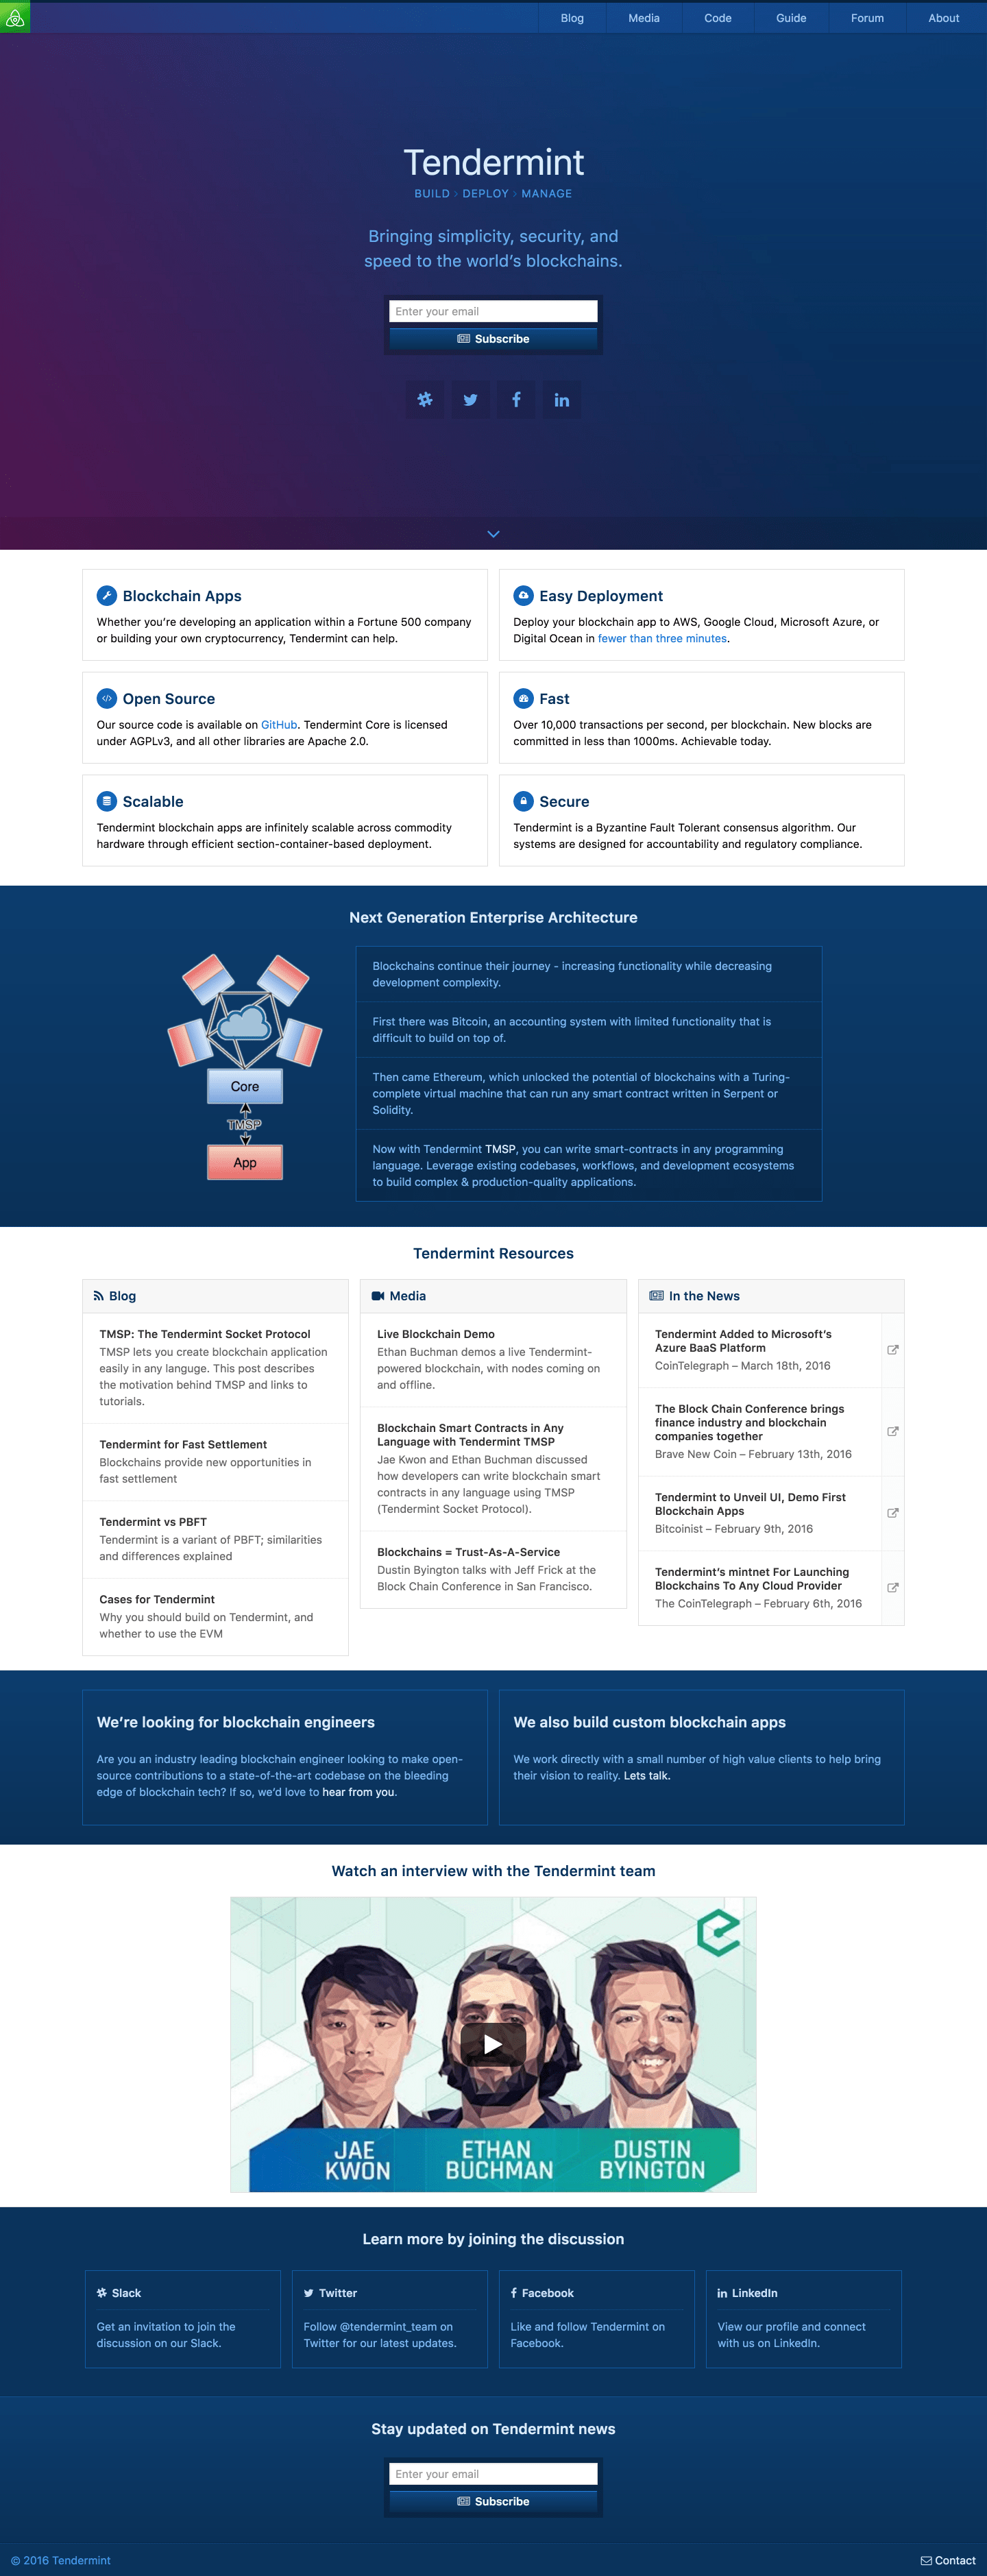 Blog
Media
Code
Guide
Forum
About
Tendermint
BUILD › DEPLOY › MANAGE
Bringing simplicity, security, and
speed to the world’s blockchains.
Enter your email
Subscribe
Blockchain Apps
Whether you’re developing an application within a Fortune 500 company
or building your own cryptocurrency, Tendermint can help.
Easy Deployment
Deploy your blockchain app to AWS, Google Cloud, Microsoft Azure, or
Digital Ocean in fewer than three minutes.
Open Source
Our source code is available on GitHub. Tendermint Core is licensed
under AGPLv3, and all other libraries are Apache 2.0.
Fast
Over 10,000 transactions per second, per blockchain. New blocks are
committed in less than 1000ms. Achievable today.
Scalable
Tendermint blockchain apps are infinitely scalable across commodity
hardware through efficient section-container-based deployment.
Secure
Tendermint is a Byzantine Fault Tolerant consensus algorithm. Our
systems are designed for accountability and regulatory compliance.
Next Generation Enterprise Architecture
Core
TMSP
App
Blockchains continue their journey - increasing functionality while decreasing
development complexity.
First there was Bitcoin, an accounting system with limited functionality that is
difficult to build on top of.
Then came Ethereum, which unlocked the potential of blockchains with a Turing-
complete virtual machine that can run any smart contract written in Serpent or
Solidity.
Now with Tendermint TMSP, you can write smart-contracts in any programming
language. Leverage existing codebases, workflows, and development ecosystems
to build complex & production-quality applications.
Tendermint Resources
Blog
TMSP: The Tendermint Socket Protocol
TMSP lets you create blockchain application
easily in any languge. This post describes
the motivation behind TMSP and links to
tutorials.
Tendermint for Fast Settlement
Blockchains provide new opportunities in
fast settlement
Tendermint vs PBFT
Tendermint is a variant of PBFT; similarities
and differences explained
Cases for Tendermint
Why you should build on Tendermint, and
whether to use the EVM
Media
Live Blockchain Demo
Ethan Buchman demos a live Tendermint-
powered blockchain, with nodes coming on
and offline.
Blockchain Smart Contracts in Any
Language with Tendermint TMSP
Jae Kwon and Ethan Buchman discussed
how developers can write blockchain smart
contracts in any language using TMSP
(Tendermint Socket Protocol).
Blockchains = Trust-As-A-Service
Dustin Byington talks with Jeff Frick at the
Block Chain Conference in San Francisco.
In the News
Tendermint Added to Microsoft’s
Azure BaaS Platform
CoinTelegraph – March 18th, 2016
The Block Chain Conference brings
finance industry and blockchain
companies together
Brave New Coin – February 13th, 2016
Tendermint to Unveil UI, Demo First
Blockchain Apps
Bitcoinist – February 9th, 2016
Tendermint’s mintnet For Launching
Blockchains To Any Cloud Provider
The CoinTelegraph – February 6th, 2016
We’re looking for blockchain engineers
Are you an industry leading blockchain engineer looking to make open-
source contributions to a state-of-the-art codebase on the bleeding
edge of blockchain tech? If so, we’d love to hear from you.
We also build custom blockchain apps
We work directly with a small number of high value clients to help bring
their vision to reality. Lets talk.
Watch an interview with the Tendermint team
JAE
KWON
ETHAN
BUCHMAN
DUSTIN
BYINGTON
Learn more by joining the discussion
Slack
Get an invitation to join the
discussion on our Slack.
Twitter
Follow @tendermint_team on
Twitter for our latest updates.
Facebook
Like and follow Tendermint on
Facebook.
LinkedIn
View our profile and connect
with us on LinkedIn.
Stay updated on Tendermint news
Enter your email
Subscribe
© 2016 Tendermint
Contact